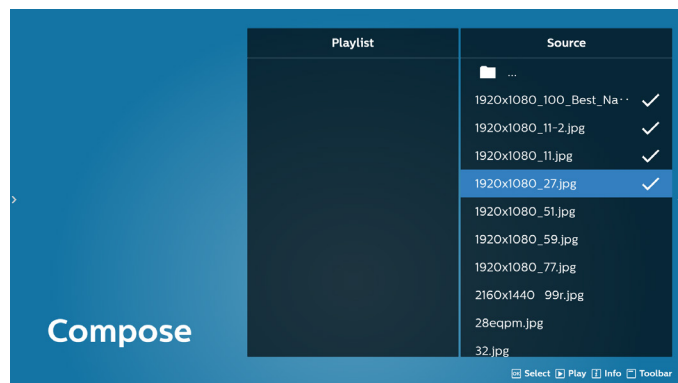 Playlist
Source
...
1920x1080_100_Best_Na··
1920x1080_11-2.jpg
1920x1080_11.jpg
1920x1080_27.jpg
1920x1080_51.jpg
1920x1080_59.jpg
1920x1080_77.jpg
2160x1440 99r.jpg
28eqpm.jpg
32.jpg
Compose
OK Select Play Info Toolbar